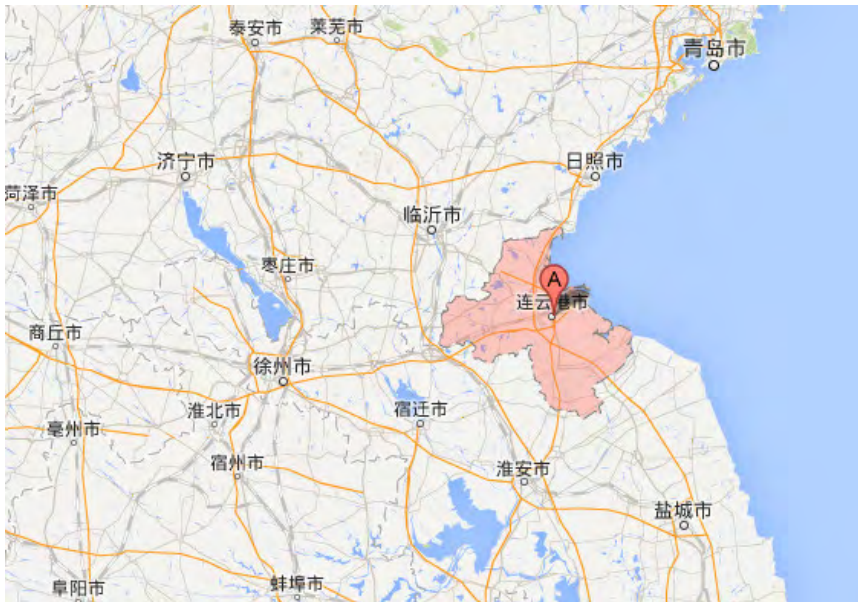 泰安市
莱芜市
青岛市
济宁市
日照市
菏泽市
临沂市
枣庄市
A
连云港市
商丘市
徐州市
淮北市
宿迁市
亳州市
宿州市
淮安市
盐城市
阜阳市
蚌埠市